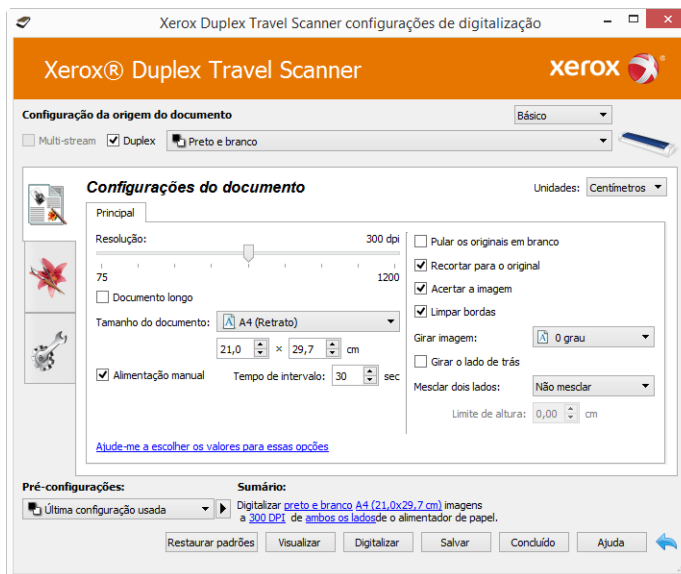 Xerox Duplex Travel Scanner configurações de digitalização
Xerox® Duplex Travel Scanner
xerox
Configuração da origem do documento
Básico
Multi-stream
Duplex
Preto e branco
Configurações do documento
Unidades: Centímetros
Principal
Resolução: 300 dpi
75 1200
Documento longo
Tamanho do documento: A4 (Retrato)
21,0 × 29,7 cm
Alimentação manual Tempo de intervalo: 30 sec
Ajude-me a escolher os valores para essas opções
Pular os originais em branco
Recortar para o original
Acertar a imagem
Limpar bordas
Girar imagem: 0 grau
Girar o lado de trás
Mesclar dois lados: Não mesclar
Limite de altura: 0,00 cm
Pré-configurações:
Última configuração usada
Sumário:
Digitalizar preto e branco A4 (21,0x29,7 cm) imagens
a 300 DPI de ambos os ladosde o alimentador de papel.
Restaurar padrões Visualizar Digitalizar Salvar Concluído Ajuda